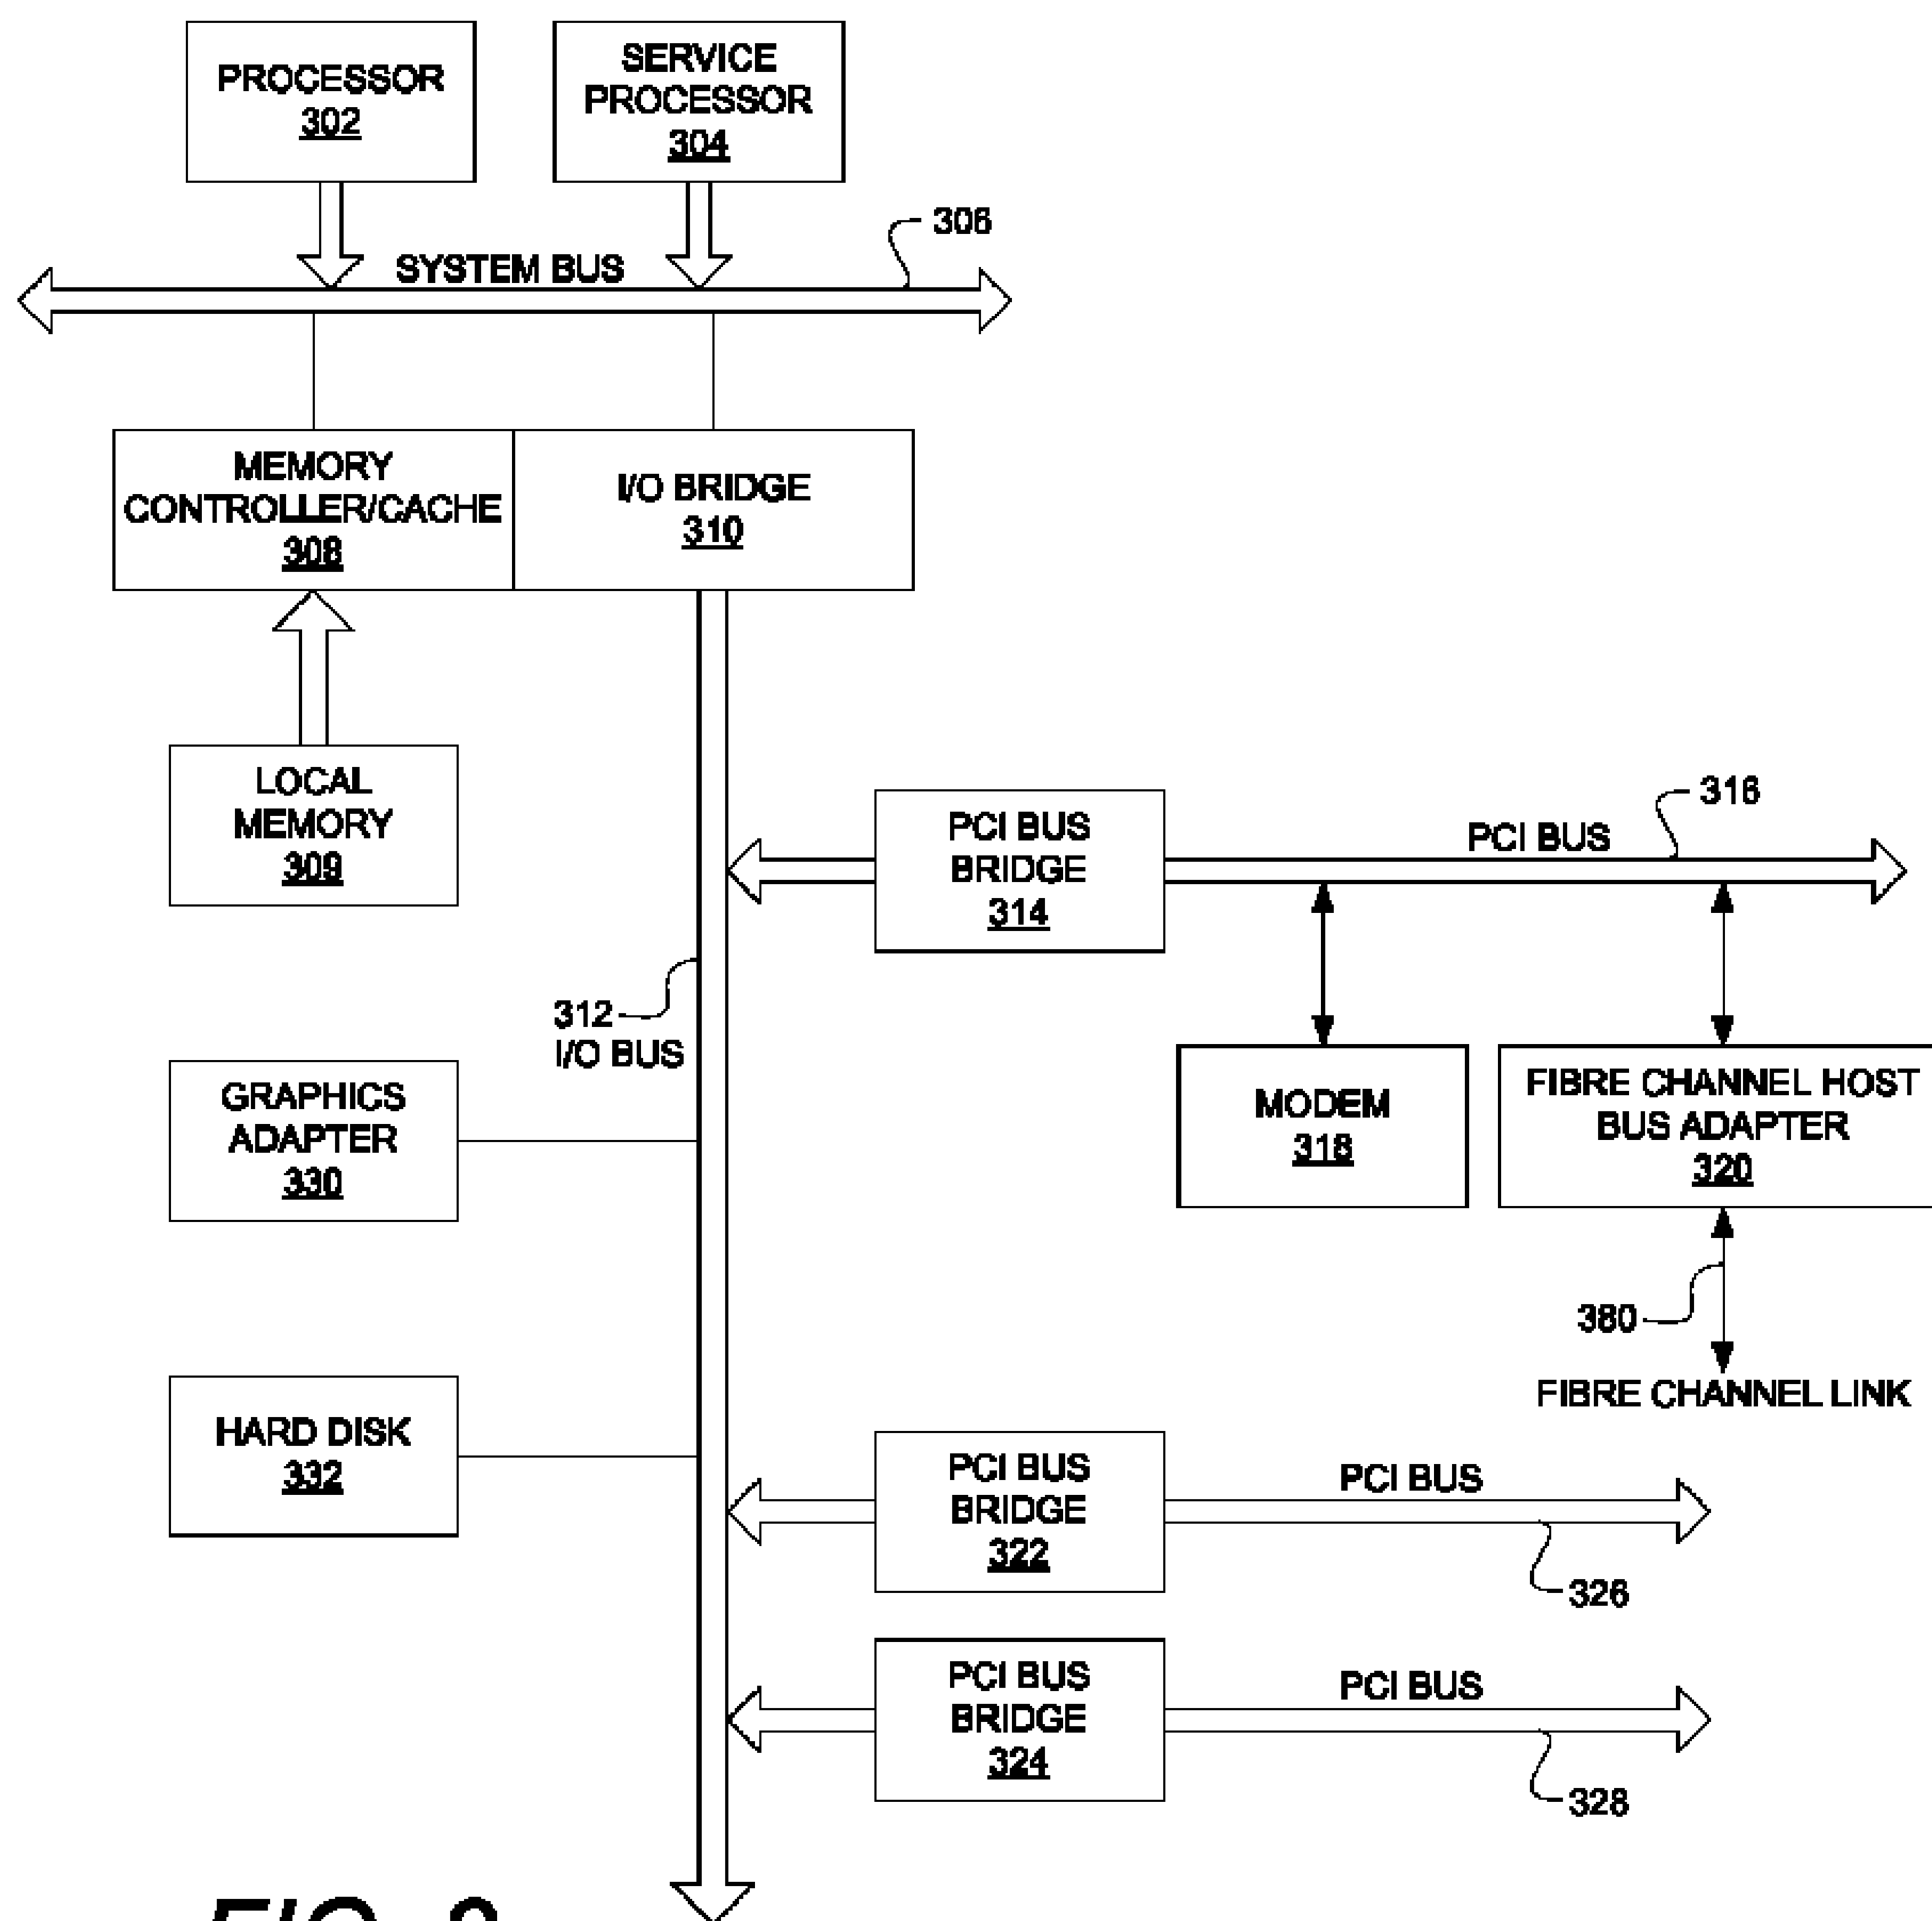 PROCESSOR
302
SERVICE
PROCESSOR
304
306
SYSTEM BUS
MEMORY
CONTROLLER/CACHE
308
I/O BRIDGE
310
LOCAL
MEMORY
309
PCI BUS
BRIDGE
314
PCI BUS
316
312
I/O BUS
GRAPHICS
ADAPTER
330
MODEM
318
FIBRE CHANNEL HOST
BUS ADAPTER
320
380
FIBRE CHANNEL LINK
HARD DISK
332
PCI BUS
BRIDGE
322
PCI BUS
326
PCI BUS
BRIDGE
324
PCI BUS
328
FIG.